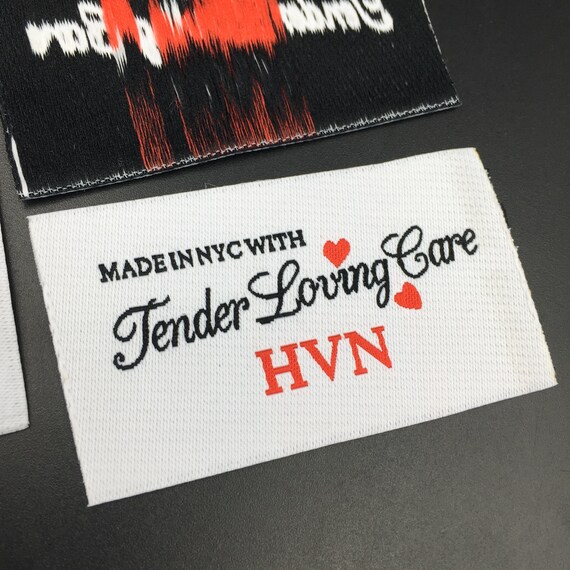 MADE IN NYC WITH
Tender Loving Care
HVN